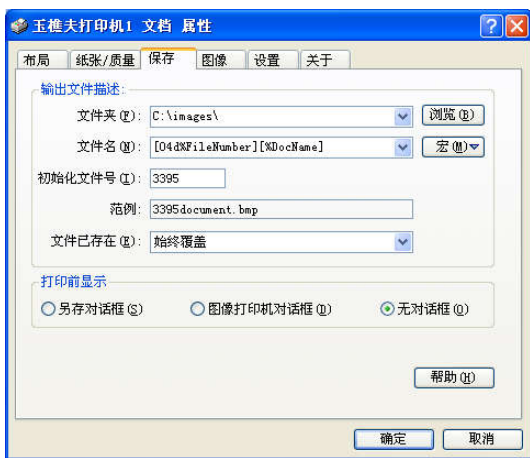 玉樵夫打印机1 文档 属性
布局 纸张/质量 保存 图像 设置 关于
输出文件描述:
文件夹(F): C:\images\ 浏览(B)
文件名(N): [04d%FileNumber][%DocName] 宏(M)
初始化文件号(I): 3395
范例: 3395document.bmp
文件已存在(E): 始终覆盖
打印前显示
另存对话框(S) 图像打印机对话框(D) 无对话框(O)
帮助(H)
确定 取消